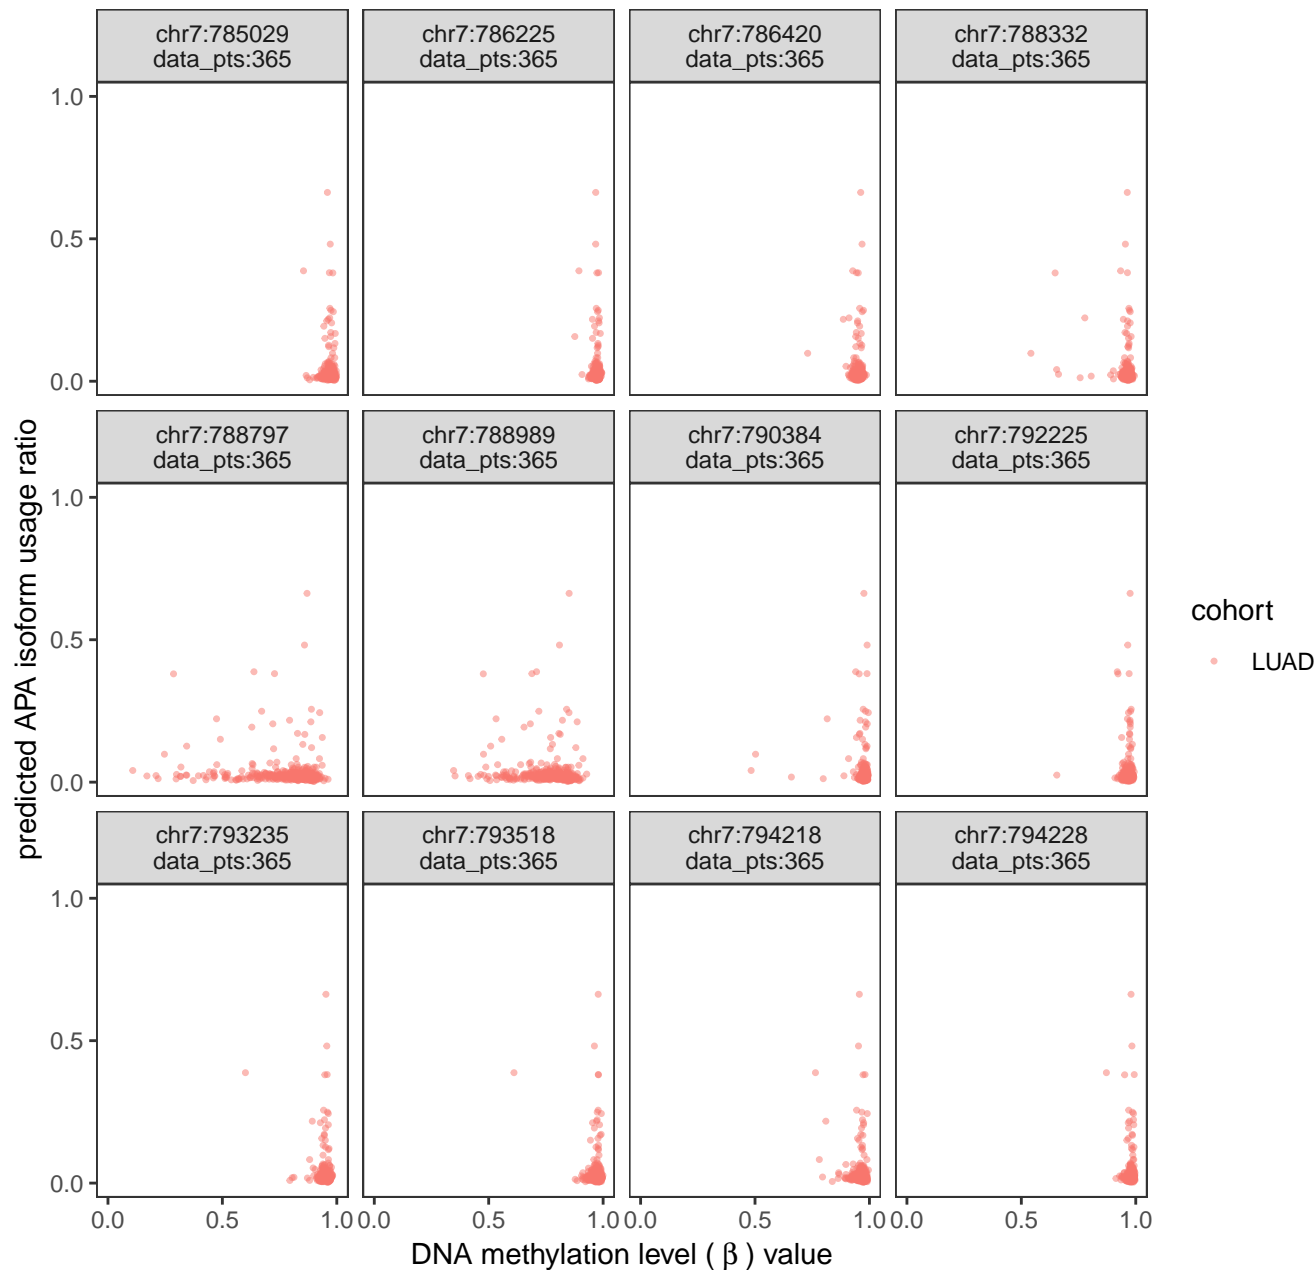 chr7:785029
data_pts:365
chr7:786225
data_pts:365
chr7:786420
data_pts:365
chr7:788332
data_pts:365
1.0
0.5
0.0
chr7:788797
data_pts:365
chr7:788989
data_pts:365
chr7:790384
data_pts:365
chr7:792225
data_pts:365
1.0
0.5
0.0
chr7:793235
data_pts:365
chr7:793518
data_pts:365
chr7:794218
data_pts:365
chr7:794228
data_pts:365
1.0
0.5
0.0
0.0 0.5 1.0
0.0 0.5 1.0
0.0 0.5 1.0
0.0 0.5 1.0
DNA methylation level ( β ) value
predicted APA isoform usage ratio
cohort
LUAD